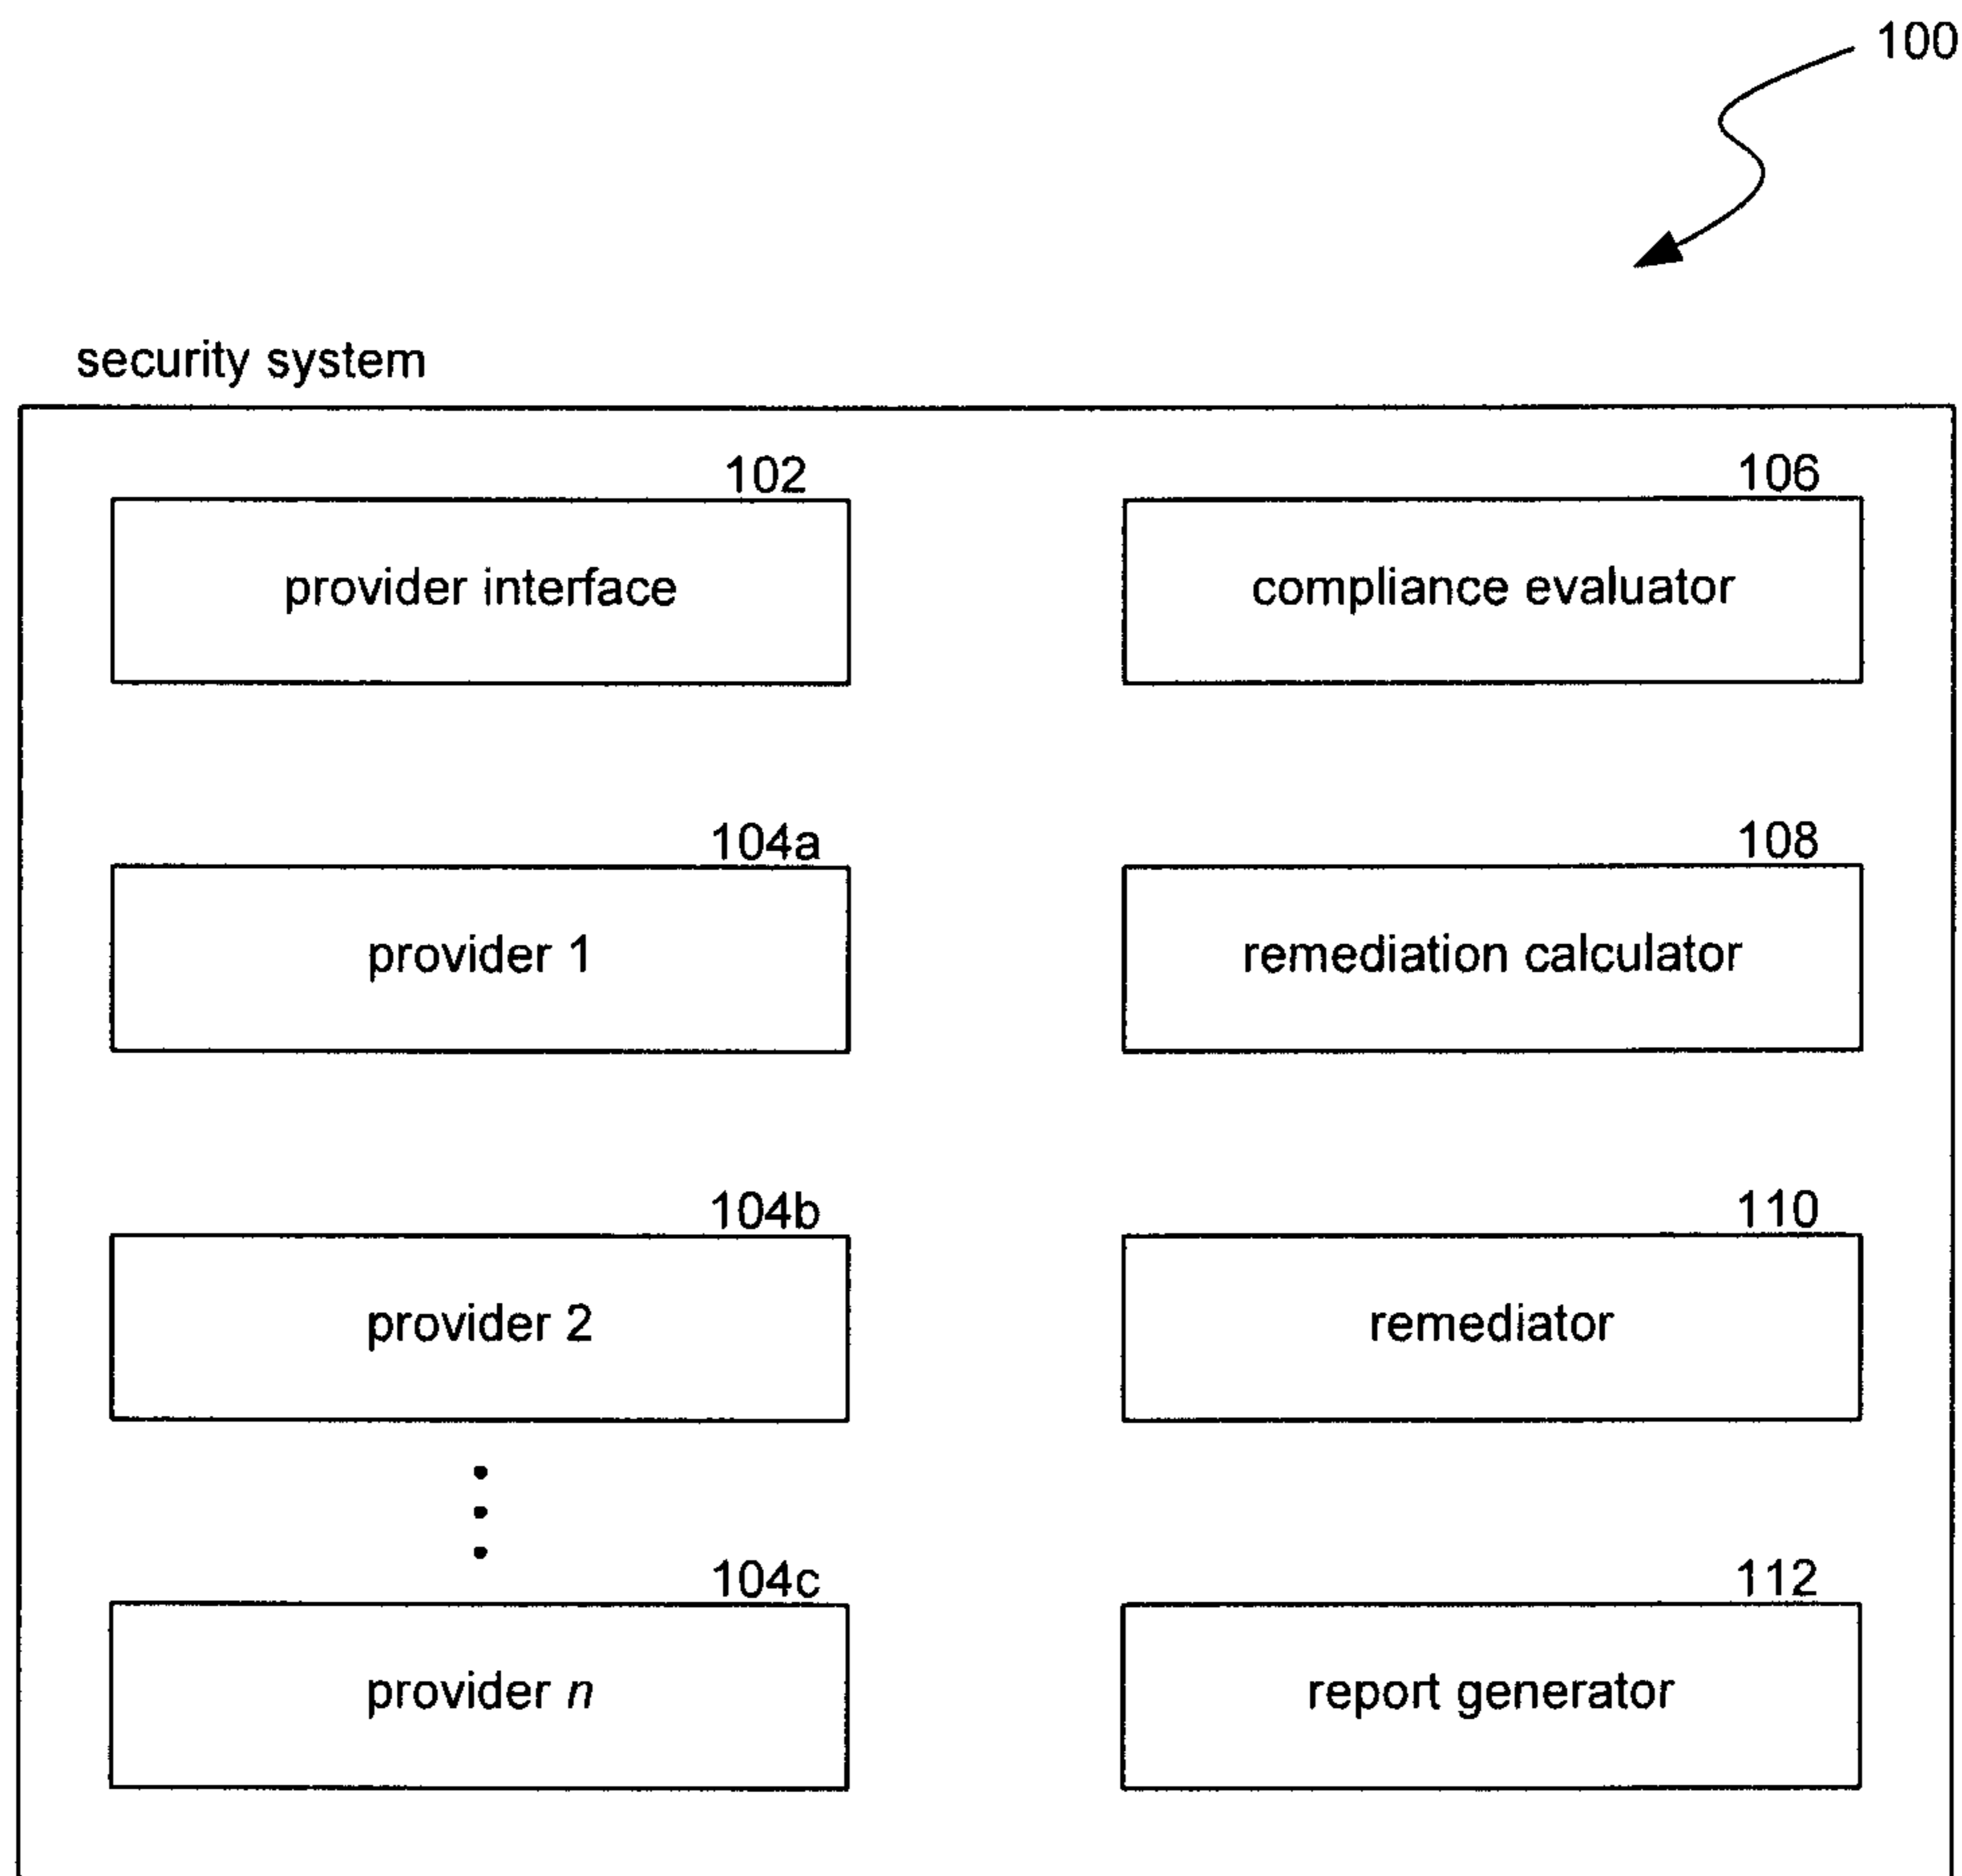 100
security system
102
provider interface
106
compliance evaluator
104a
provider 1
108
remediation calculator
104b
provider 2
110
remediator
104c
provider n
112
report generator